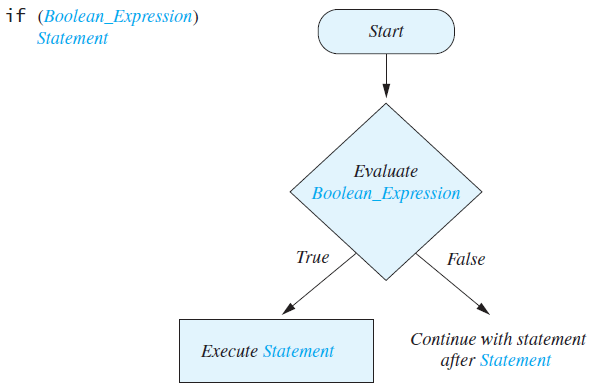 if (Boolean_Expression)
Statement
Start
Evaluate
Boolean_Expression
True
False
Execute Statement
Continue with statement
after Statement